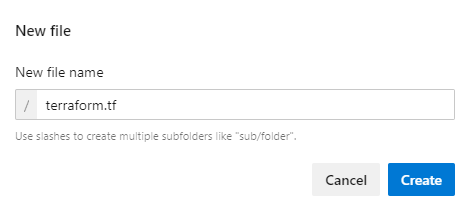 New file
New file name
/ terraform.tf
Use slashes to create multiple subfolders like "sub/folder".
Cancel Create